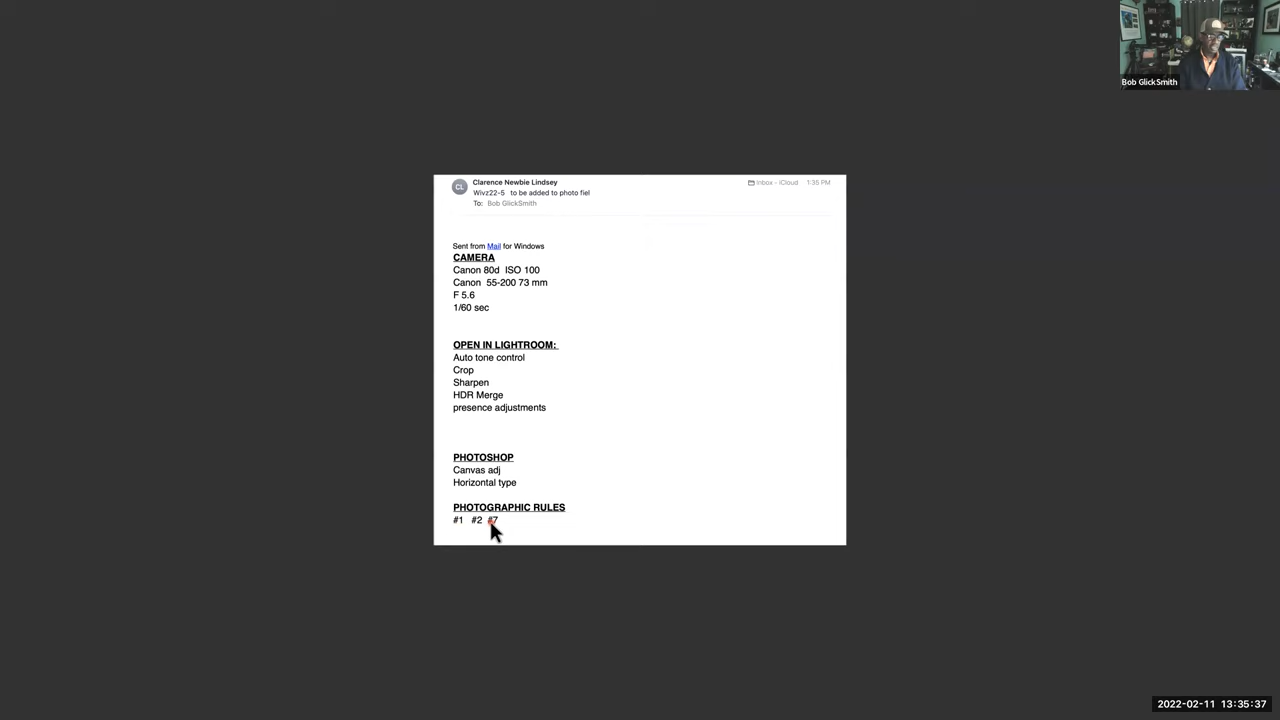 Bob GlickSmith
CL
Clarence Newbie Lindsey
Inbox - iCloud
1:35 PM
Wivz22-5 to be added to photo fiel
To: Bob GlickSmith
Sent from Mail for Windows
CAMERA
Canon 80d ISO 100
Canon 55-200 73 mm
F 5.6
1/60 sec
OPEN IN LIGHTROOM:
Auto tone control
Crop
Sharpen
HDR Merge
presence adjustments
PHOTOSHOP
Canvas adj
Horizontal type
PHOTOGRAPHIC RULES
#1 #2 #7
2022-02-11 13:35:37